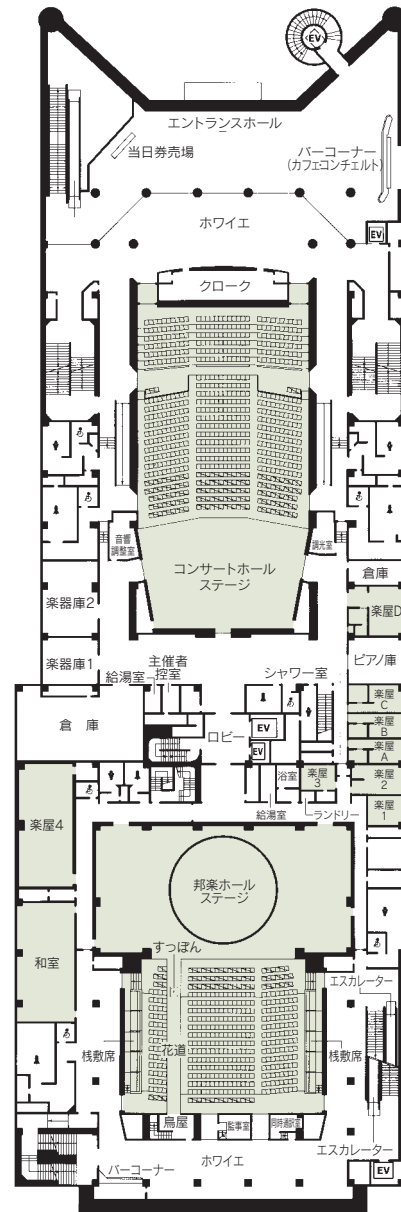 EV
エントランスホール
当日券売場
バーコーナー
(カフェコンチェルト)
ホワイエ
EV
クローク
音響
調整室
調光室
コンサートホール
ステージ
倉庫
楽屋D
楽器庫2
ピアノ庫
楽器庫1
主催者
控室
給湯室
シャワー室
楽屋
C
楽屋
B
楽屋
A
倉 庫
ロビー
EV
EV
浴室
楽屋
3
楽屋
2
給湯室
ランドリー
楽屋
1
楽屋4
邦楽ホール
ステージ
すっぽん
和室
エスカレーター
花道
桟敷席
桟敷席
鳥屋
監事室
同時通訳室
エスカレーター
バーコーナー
ホワイエ
EV